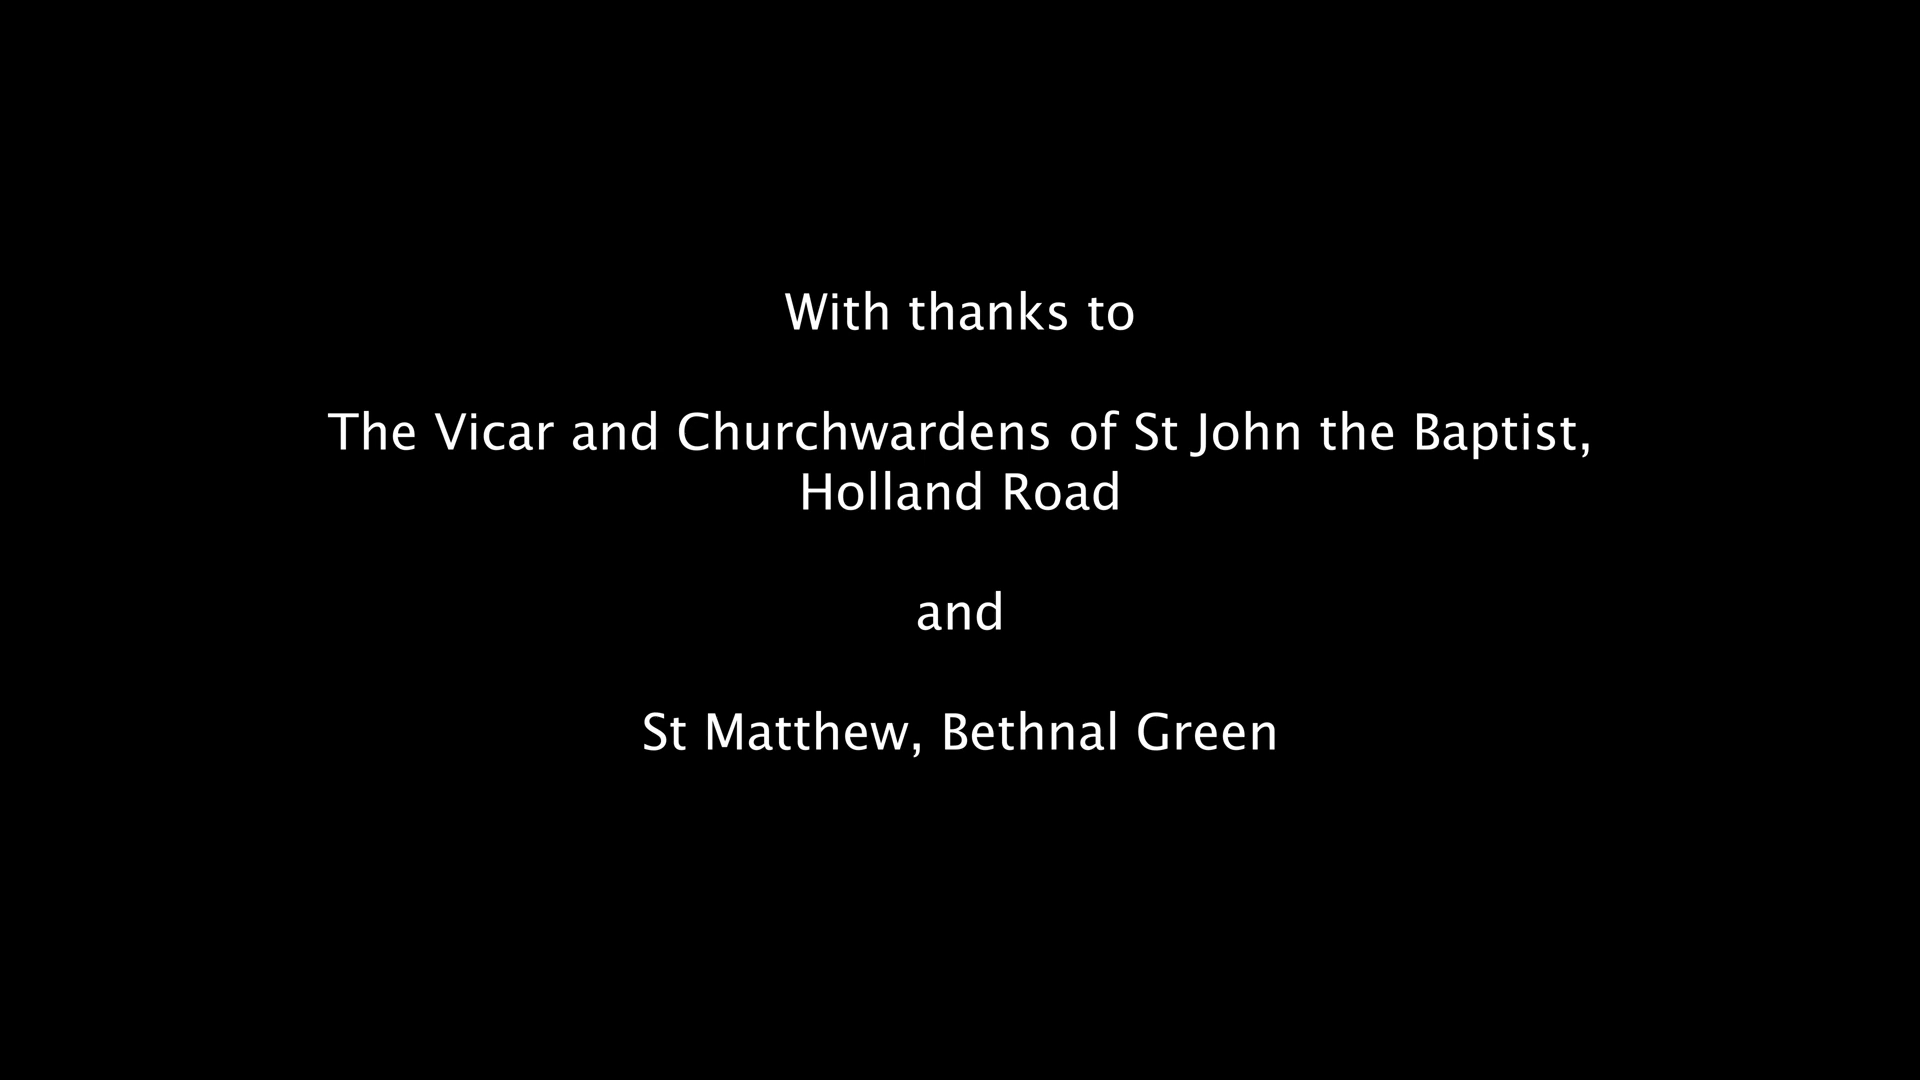 With thanks to
The Vicar and Churchwardens of St John the Baptist,
Holland Road
and
St Matthew, Bethnal Green